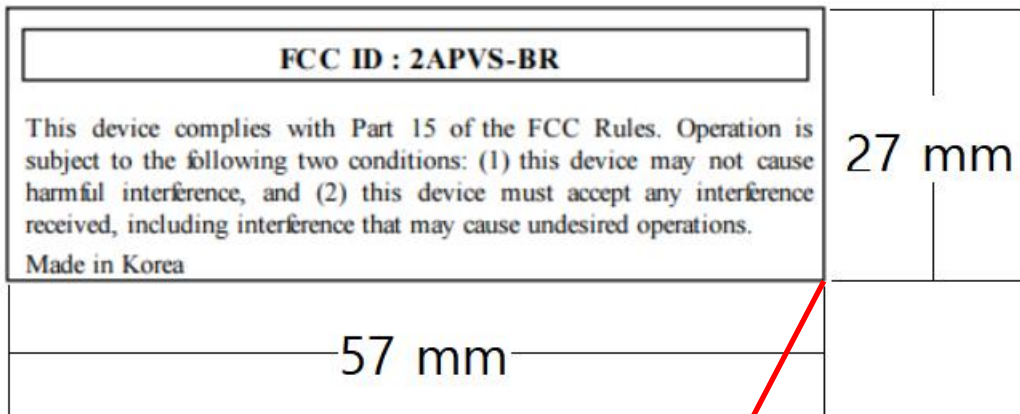 FCC ID : 2APVS-BR
This device complies with Part 15 of the FCC Rules. Operation is
subject to the following two conditions: (1) this device may not cause
harmful interference, and (2) this device must accept any interference
received, including interference that may cause undesired operations.
Made in Korea
27 mm
57 mm